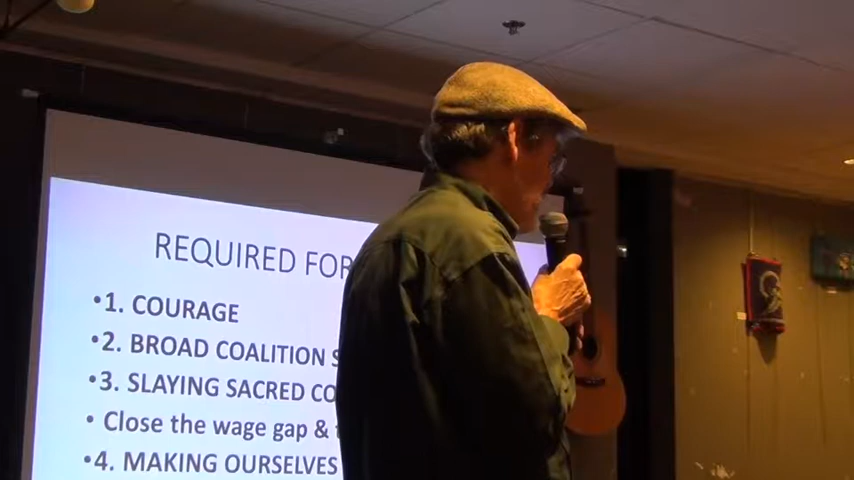 REQUIRED FOR
• 1. COURAGE
• 2. BROAD COALITION
• 3. SLAYING SACRED
• Close the wage gap &
• 4. MAKING OURSELVES